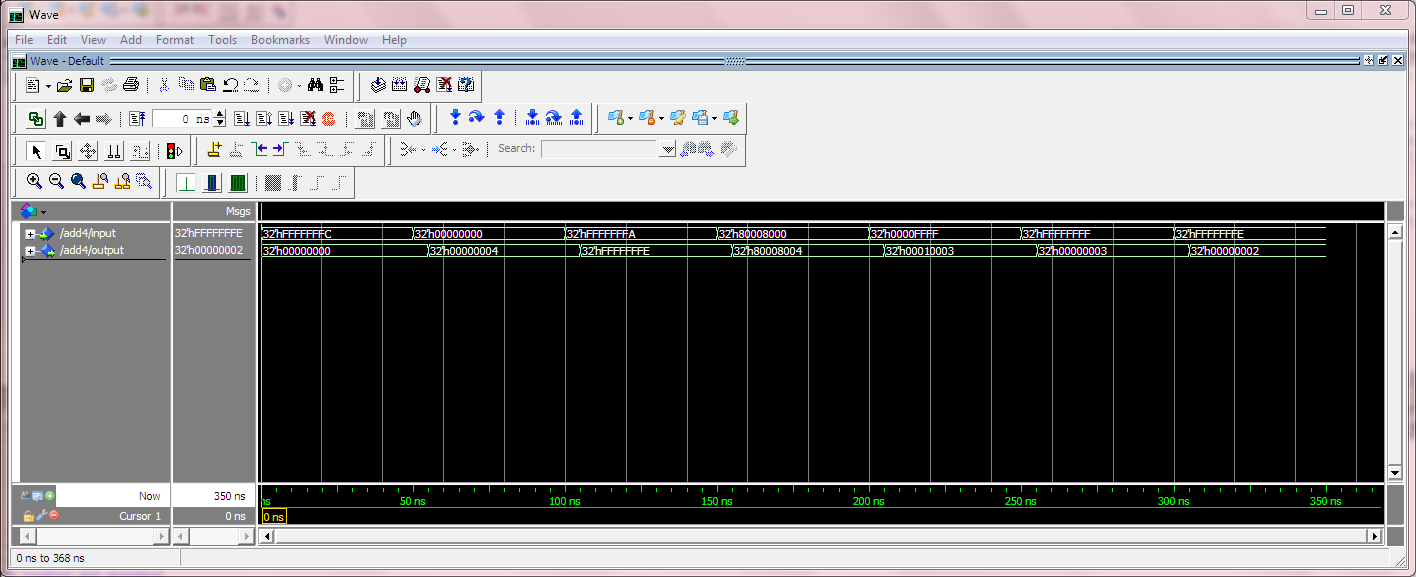 Wave
File Edit View Add Format Tools Bookmarks Window Help
Wave - Default
0 ns
Search:
Msgs
/add4/input 32'hFFFFFFFE 32'hFFFFFFFC 32'h00000000 32'hFFFFFFFA 32'h80008000 32'h0000FFFF 32'hFFFFFFFF 32'hFFFFFFFE
/add4/output 32'h00000002 32'h00000000 32'h00000004 32'hFFFFFFFE 32'h80008004 32'h00010003 32'h00000003 32'h00000002
Now 350 ns ns 50 ns 100 ns 150 ns 200 ns 250 ns 300 ns 350 ns
Cursor 1 0 ns 0 ns
0 ns to 368 ns